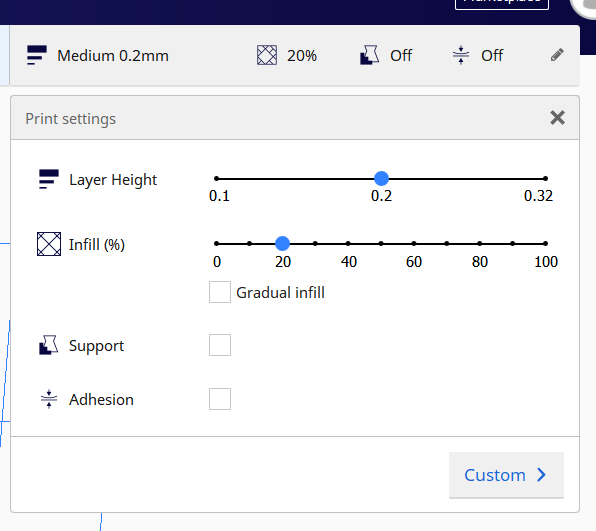 Marketplace
Medium 0.2mm 20% Off Off
Print settings
Layer Height
0.1 0.2 0.32
Infill (%)
0 20 40 60 80 100
Gradual infill
Support
Adhesion
Custom